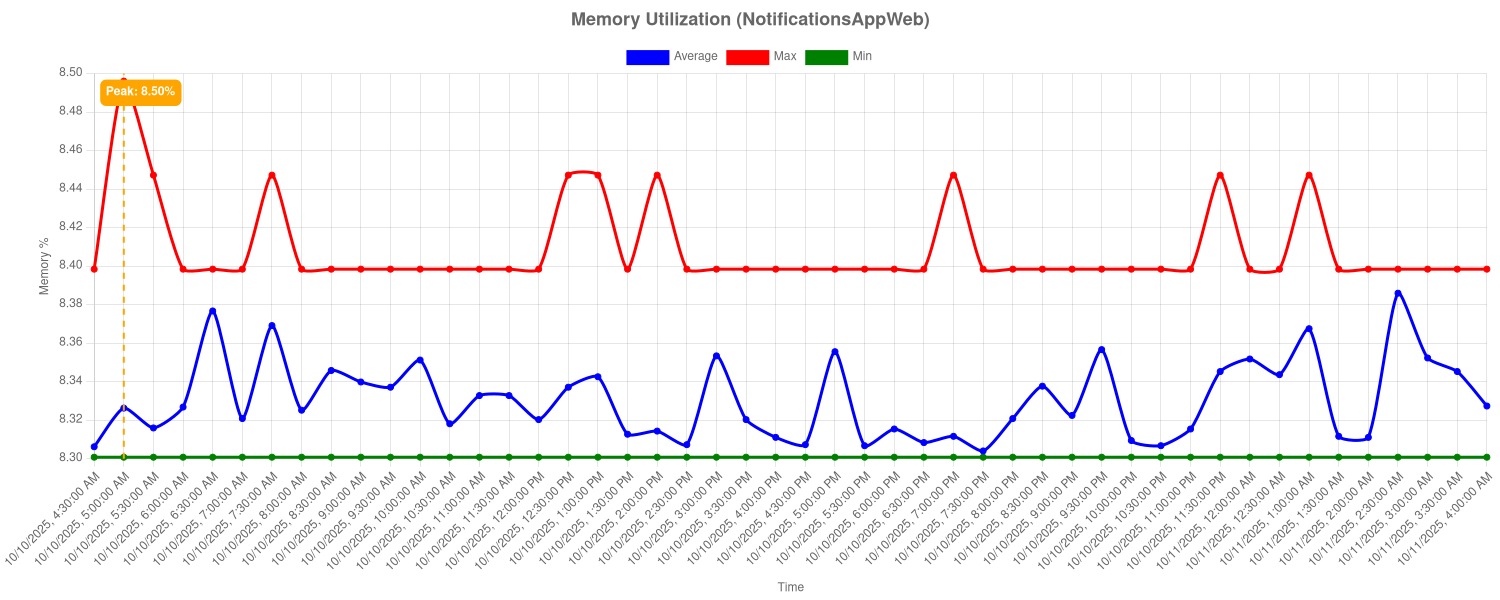 Memory Utilization (NotificationsAppWeb)
Average Max Min
8.50
Peak: 8.50%
8.48
8.46
8.44
8.42
8.40
8.38
8.36
8.34
8.32
8.30
Memory %
10/10/2025, 4:30:00 AM
10/10/2025, 5:00:00 AM
10/10/2025, 5:30:00 AM
10/10/2025, 6:00:00 AM
10/10/2025, 6:30:00 AM
10/10/2025, 7:00:00 AM
10/10/2025, 7:30:00 AM
10/10/2025, 8:00:00 AM
10/10/2025, 8:30:00 AM
10/10/2025, 9:00:00 AM
10/10/2025, 9:30:00 AM
10/10/2025, 10:00:00 AM
10/10/2025, 10:30:00 AM
10/10/2025, 11:00:00 AM
10/10/2025, 11:30:00 AM
10/10/2025, 12:00:00 PM
10/10/2025, 12:30:00 PM
10/10/2025, 1:00:00 PM
10/10/2025, 1:30:00 PM
10/10/2025, 2:00:00 PM
10/10/2025, 2:30:00 PM
10/10/2025, 3:00:00 PM
10/10/2025, 3:30:00 PM
10/10/2025, 4:00:00 PM
10/10/2025, 4:30:00 PM
10/10/2025, 5:00:00 PM
10/10/2025, 5:30:00 PM
10/10/2025, 6:00:00 PM
10/10/2025, 6:30:00 PM
10/10/2025, 7:00:00 PM
10/10/2025, 7:30:00 PM
10/10/2025, 8:00:00 PM
10/10/2025, 8:30:00 PM
10/10/2025, 9:00:00 PM
10/10/2025, 9:30:00 PM
10/10/2025, 10:00:00 PM
10/10/2025, 10:30:00 PM
10/10/2025, 11:00:00 PM
10/10/2025, 11:30:00 PM
10/11/2025, 12:00:00 AM
10/11/2025, 12:30:00 AM
10/11/2025, 1:00:00 AM
10/11/2025, 1:30:00 AM
10/11/2025, 2:00:00 AM
10/11/2025, 2:30:00 AM
10/11/2025, 3:00:00 AM
10/11/2025, 3:30:00 AM
10/11/2025, 4:00:00 AM
Time